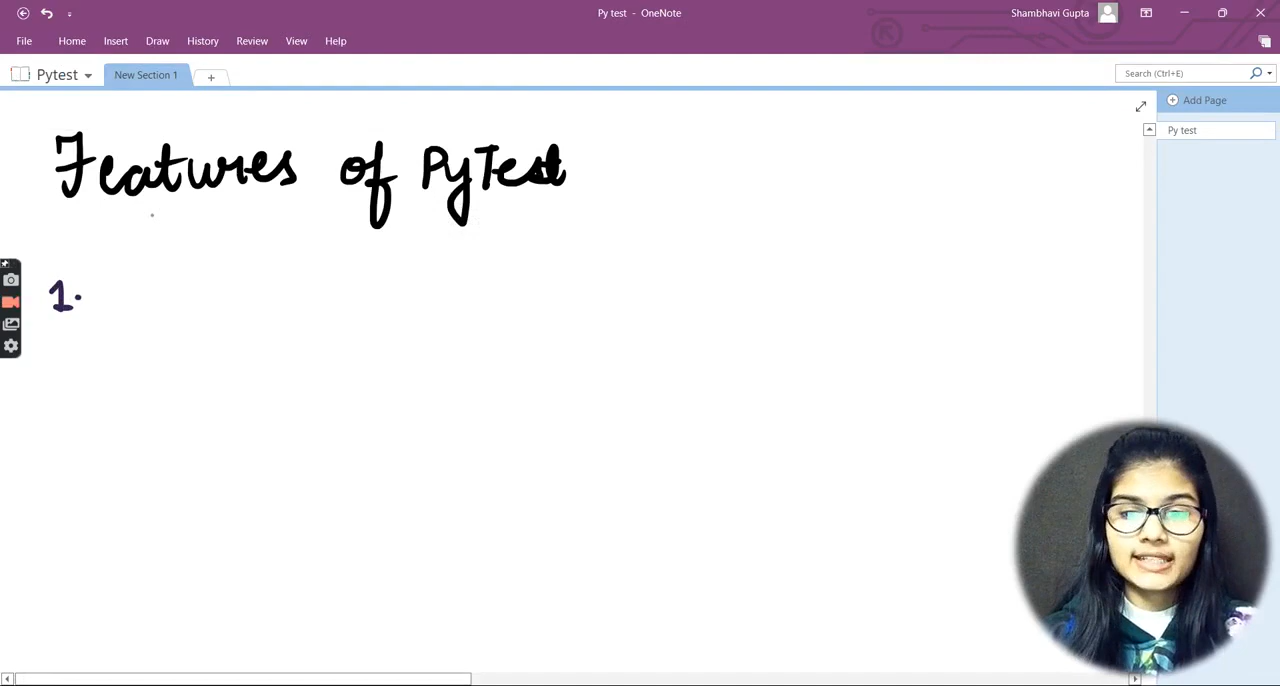 Py test - OneNote
Shambhavi Gupta
File Home Insert Draw History Review View Help
Pytest
New Section 1
+
Search (Ctrl+E)
Add Page
Py test
Features of PyTest
1.